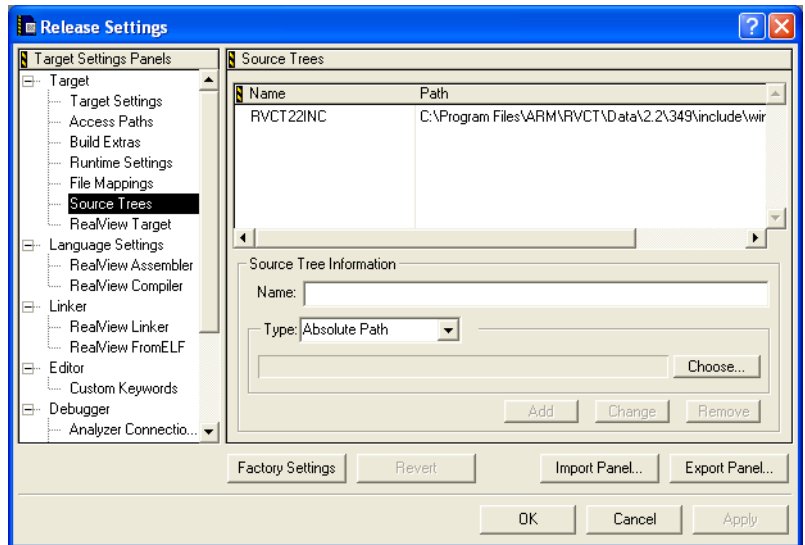 Release Settings
Target Settings Panels
Target
Target Settings
Access Paths
Build Extras
Runtime Settings
File Mappings
Source Trees
RealView Target
Language Settings
RealView Assembler
RealView Compiler
Linker
RealView Linker
RealView FromELF
Editor
Custom Keywords
Debugger
Analyzer Connectio...
Source Trees
Name Path
RVCT22INC C:\Program Files\ARM\RVCT\Data\2.2\349\include\wir
Source Tree Information
Name:
Type: Absolute Path
Choose...
Add Change Remove
Factory Settings Revert Import Panel... Export Panel...
OK Cancel Apply